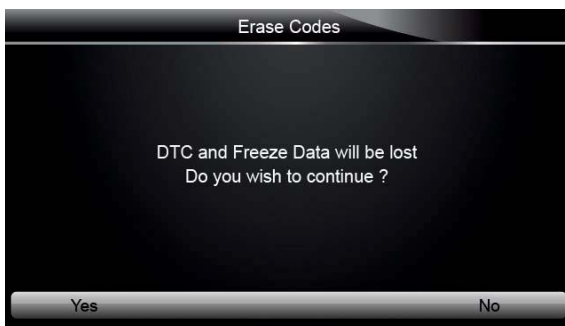 Erase Codes
DTC and Freeze Data will be lost
Do you wish to continue ?
Yes No